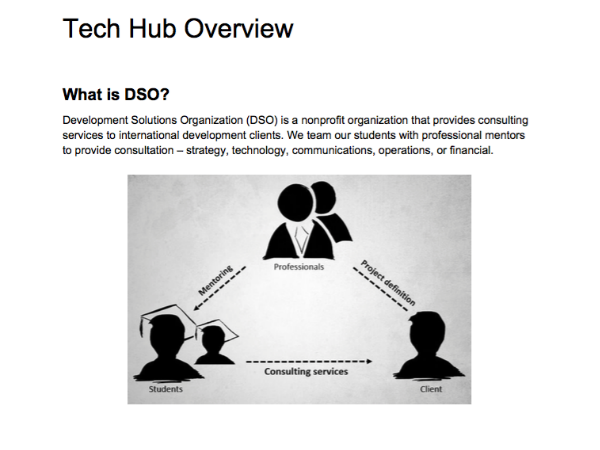 Tech Hub Overview
What is DSO?
Development Solutions Organization (DSO) is a nonprofit organization that provides consulting
services to international development clients. We team our students with professional mentors
to provide consultation – strategy, technology, communications, operations, or financial.
Professionals
Mentoring
Project definition
Consulting services
Students
Client